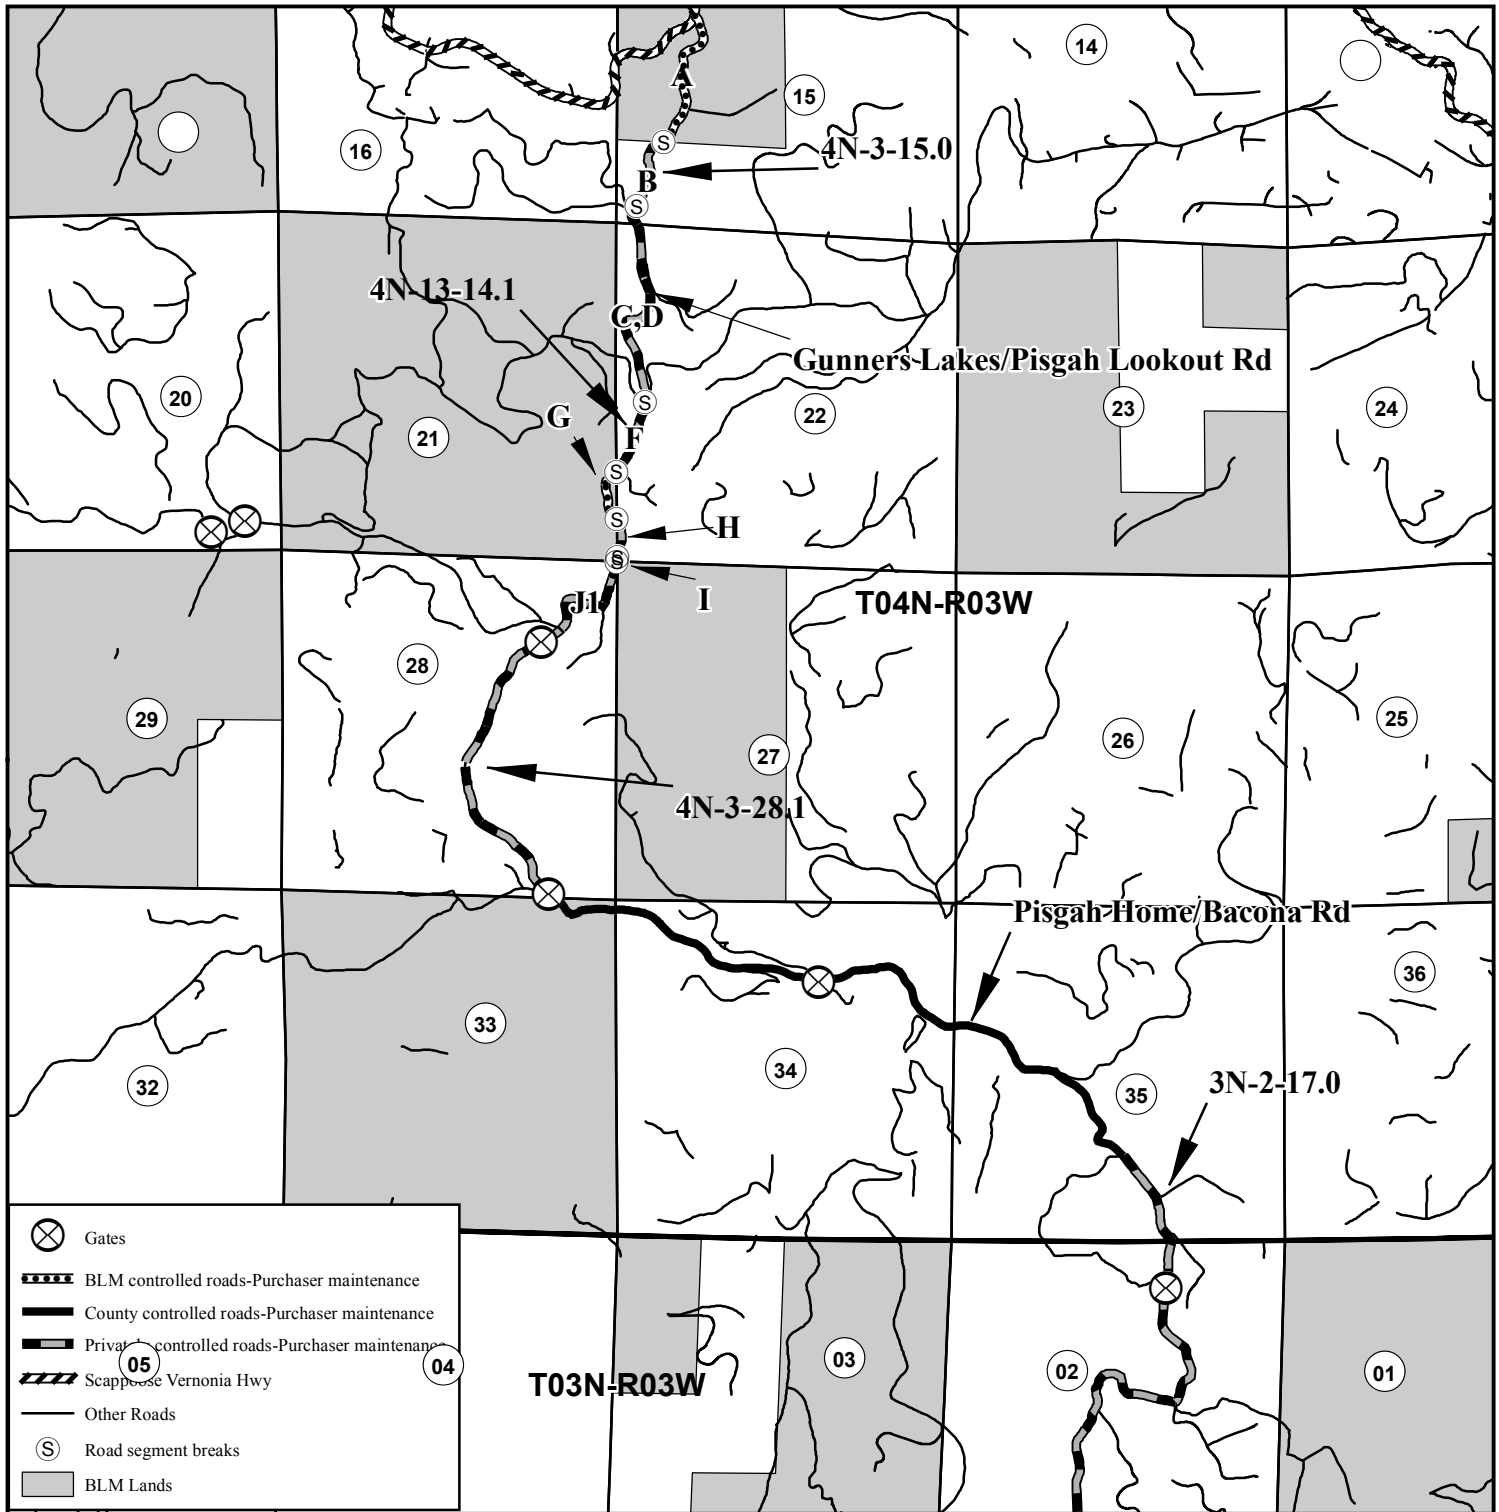 14
A
15
4N-3-15.0
16
S
B
S
4N-13-14.1
C,D
Gunners Lakes/Pisgah Lookout Rd
20
21
G
S
22
23
24
F
S
S
H
S
S
I
J1
T04N-R03W
28
29
25
27
26
4N-3-28.1
Pisgah Home/Bacona Rd
36
33
34
35
3N-2-17.0
32
Gates
BLM controlled roads-Purchaser maintenance
County controlled roads-Purchaser maintenance
controlled roads-Purchaser maintenance
05
04
03
02
01
Scappoose Vernonia Hwy
T03N-R03W
Other Roads
S Road segment breaks
BLM Lands